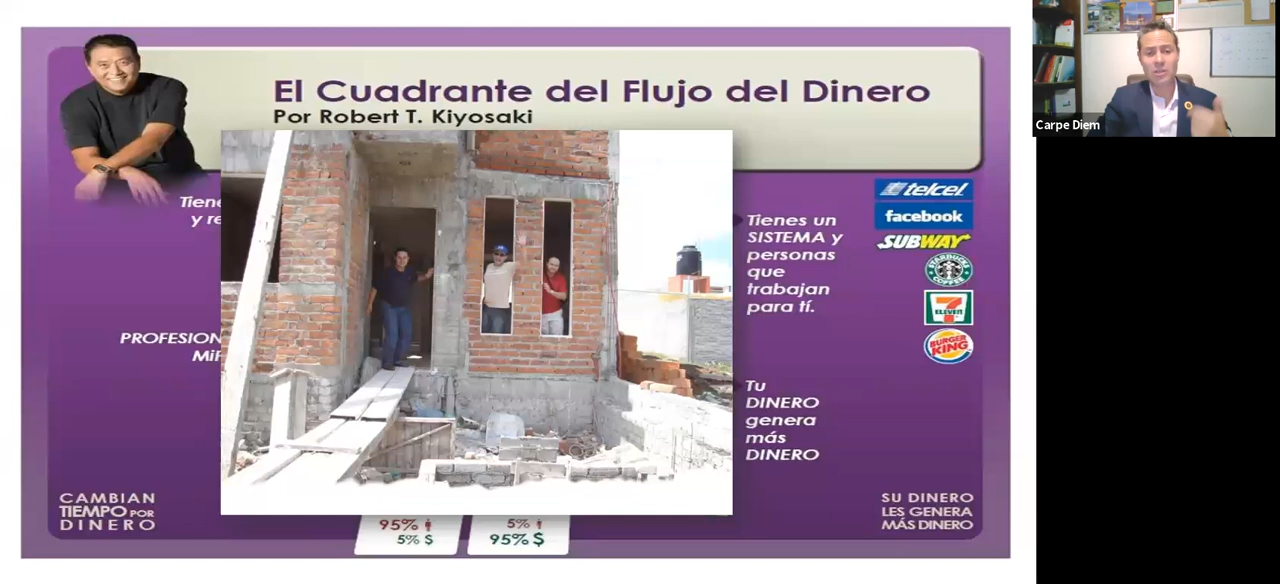 El Cuadrante del Flujo del Dinero
Por Robert T. Kiyosaki
Tiene
y re
PROFESION
CAMBIAN
TIEMPO POR
DINERO
95%
5% $
5%
95% $
Tienes un
SISTEMA y
personas
que
trabajan
para tí.
Tu
DINERO
genera
más
DINERO
telcel
facebook
SUBWAY
STARBUCKS
COFFEE
7
ELEVEN
BURGER
KING
SU DINERO
LES GENERA
MÁS DINERO
Carpe Diem